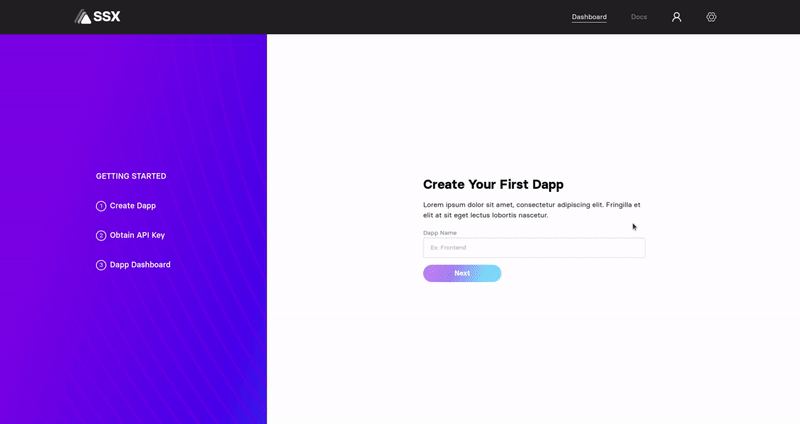 SSX
Dashboard
Docs
GETTING STARTED
1 Create Dapp
2 Obtain API Key
3 Dapp Dashboard
Create Your First Dapp
Lorem ipsum dolor sit amet, consectetur adipiscing elit. Fringilla et
elit at sit eget lectus lobortis nascetur.
Dapp Name
Ex. Frontend
Next